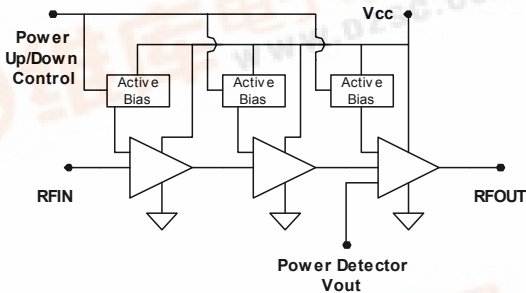 Power
Up/Down
Control
Vcc
Active
Bias
Active
Bias
Active
Bias
RFIN
RFOUT
Power Detector
Vout